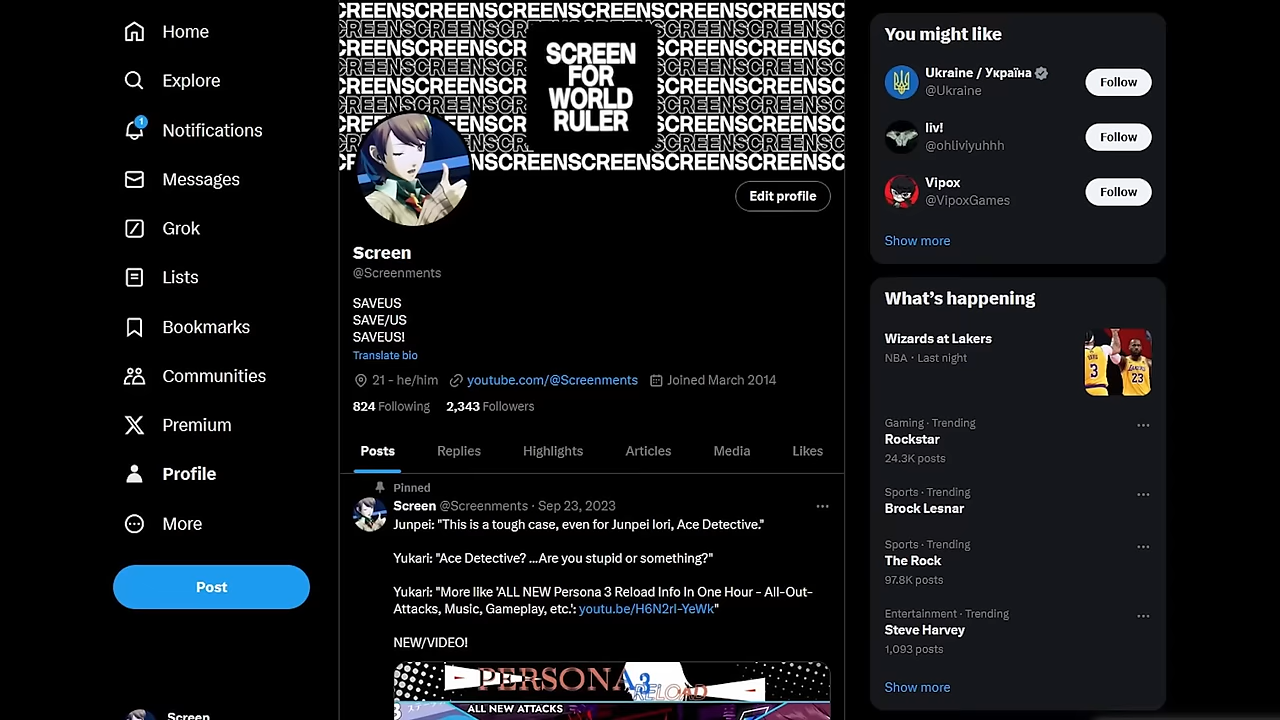 Home
Explore
1
Notifications
Messages
Grok
Lists
Bookmarks
Communities
Premium
Profile
More
Post
Screen
SCREEN
FOR
WORLD
RULER
Edit profile
Screen
@Screenments
SAVEUS
SAVE/US
SAVEUS!
Translate bio
21 - he/him youtube.com/@Screenments Joined March 2014
824 Following 2,343 Followers
Posts Replies Highlights Articles Media Likes
Pinned
Screen @Screenments · Sep 23, 2023
Junpei: "This is a tough case, even for Junpei Iori, Ace Detective."
Yukari: "Ace Detective? ...Are you stupid or something?"
Yukari: "More like 'ALL NEW Persona 3 Reload Info In One Hour - All-Out-
Attacks, Music, Gameplay, etc.': youtu.be/H6N2rI-YeWk"
NEW/VIDEO!
PERSONA3
RELOAD
ALL NEW ATTACKS
You might like
Ukraine / Україна
@Ukraine
Follow
liv!
@ohliviyuhhh
Follow
Vipox
@VipoxGames
Follow
Show more
What's happening
Wizards at Lakers
NBA · Last night
Gaming · Trending
Rockstar
24.3K posts
Sports · Trending
Brock Lesnar
Sports · Trending
The Rock
97.8K posts
Entertainment · Trending
Steve Harvey
1,093 posts
Show more